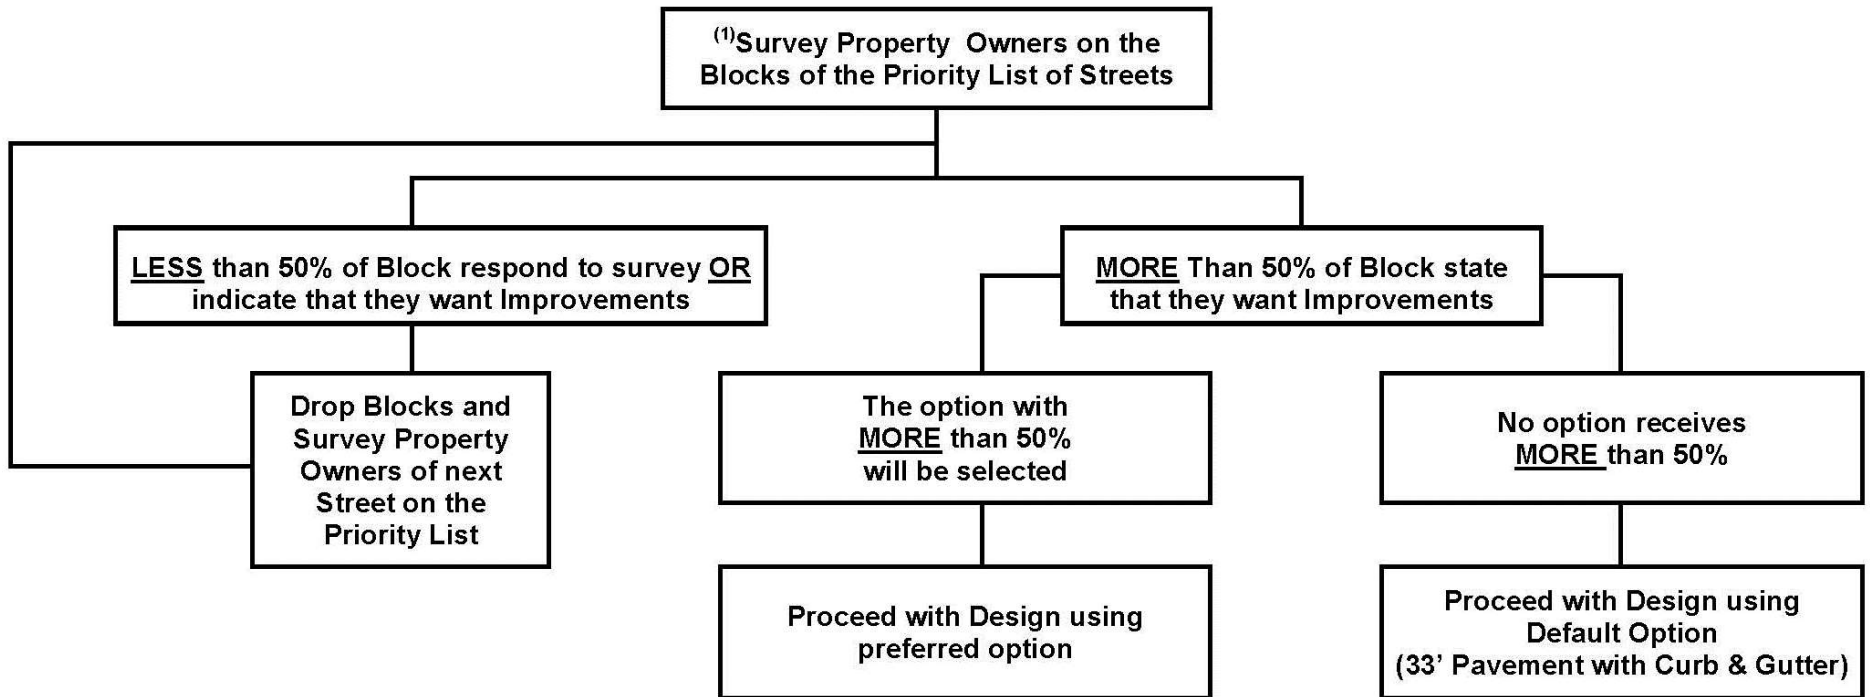 (1)Survey Property Owners on the
Blocks of the Priority List of Streets
LESS than 50% of Block respond to survey OR
indicate that they want Improvements
MORE Than 50% of Block state
that they want Improvements
Drop Blocks and
Survey Property
Owners of next
Street on the
Priority List
The option with
MORE than 50%
will be selected
No option receives
MORE than 50%
Proceed with Design using
preferred option
Proceed with Design using
Default Option
(33’ Pavement with Curb & Gutter)